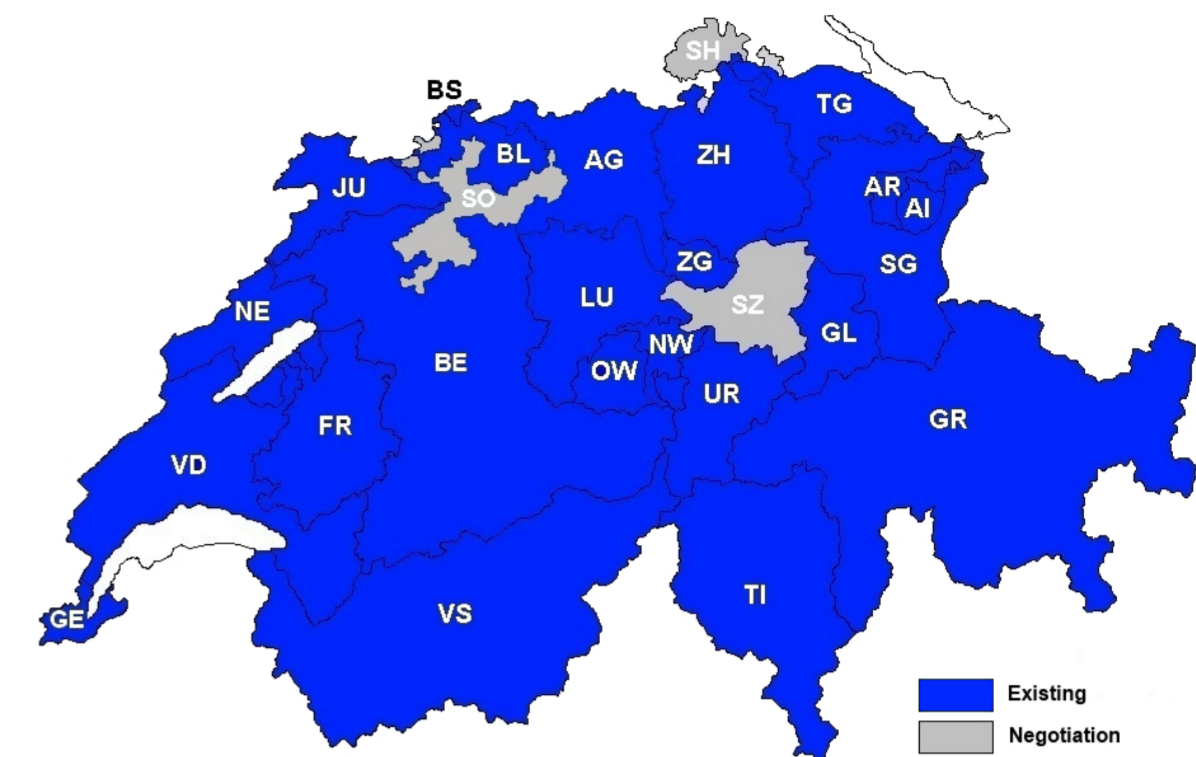 SH
BS
TG
BL
AG
ZH
JU
SO
AR
AI
ZG
SG
LU
SZ
NE
GL
NW
BE
OW
UR
FR
GR
VD
TI
VS
GE
Existing
Negotiation